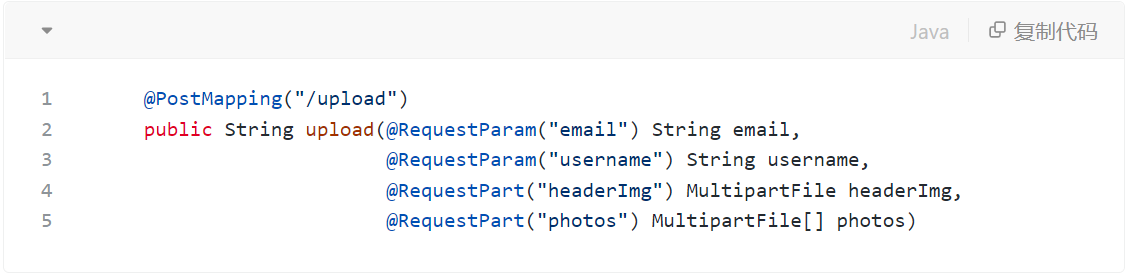 Java 复制代码
1 @PostMapping("/upload")
2 public String upload(@RequestParam("email") String email,
3 @RequestParam("username") String username,
4 @RequestPart("headerImg") MultipartFile headerImg,
5 @RequestPart("photos") MultipartFile[] photos)